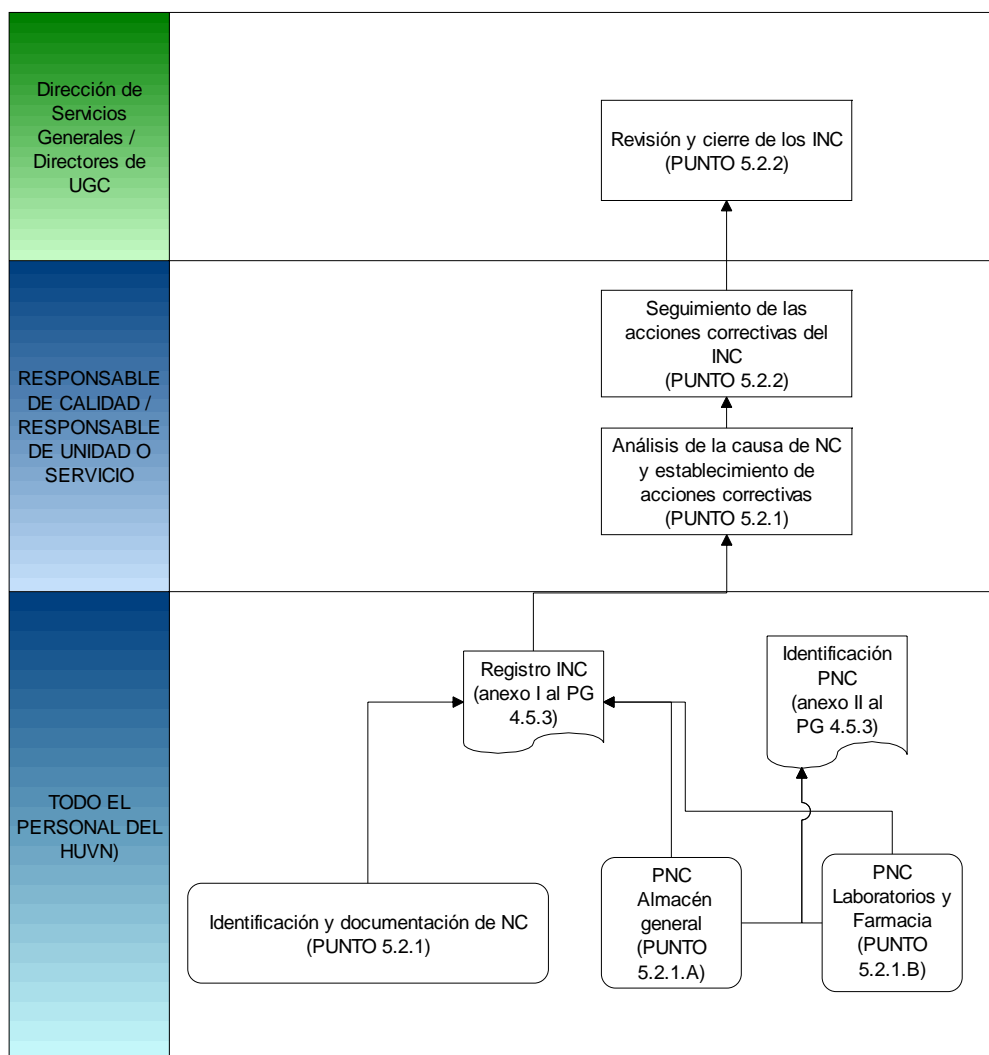 Dirección de
Servicios
Generales /
Directores de
UGC
Revisión y cierre de los INC
(PUNTO 5.2.2)
RESPONSABLE
DE CALIDAD /
RESPONSABLE
DE UNIDAD O
SERVICIO
Seguimiento de las
acciones correctivas del
INC
(PUNTO 5.2.2)
Análisis de la causa de NC
y establecimiento de
acciones correctivas
(PUNTO 5.2.1)
TODO EL
PERSONAL DEL
HUVN)
Registro INC
(anexo I al PG
4.5.3)
Identificación
PNC
(anexo II al
PG 4.5.3)
Identificación y documentación de NC
(PUNTO 5.2.1)
PNC
Almacén
general
(PUNTO
5.2.1.A)
PNC
Laboratorios y
Farmacia
(PUNTO
5.2.1.B)